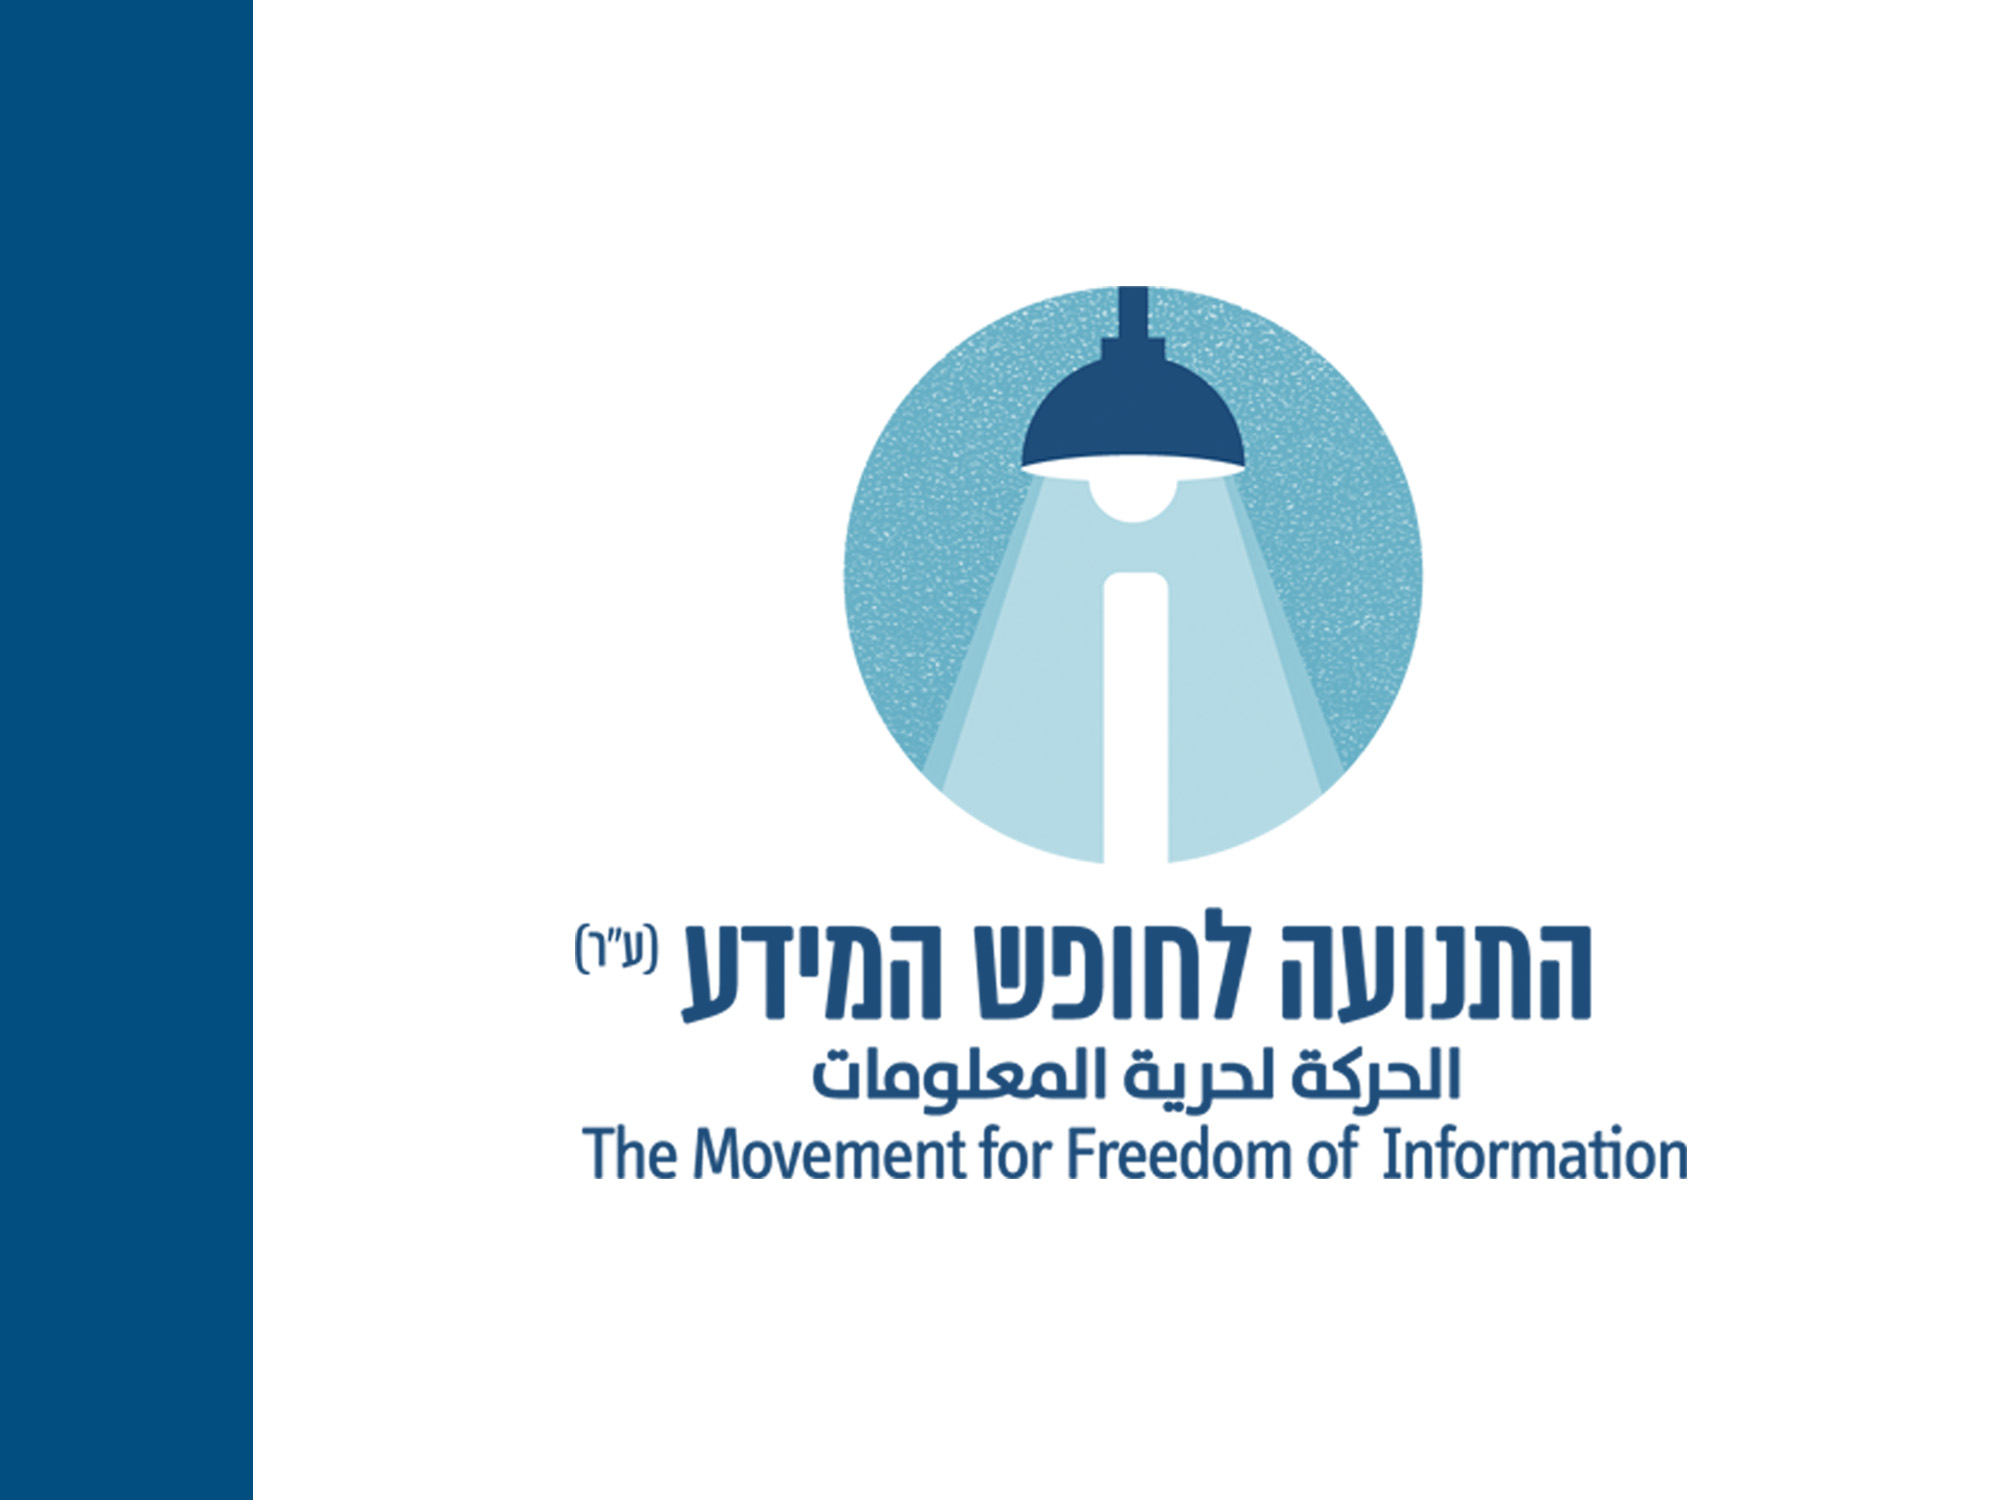 התנועה לחופש המידע (ע"ר)
الحركة لحرية المعلومات
The Movement for Freedom of Information